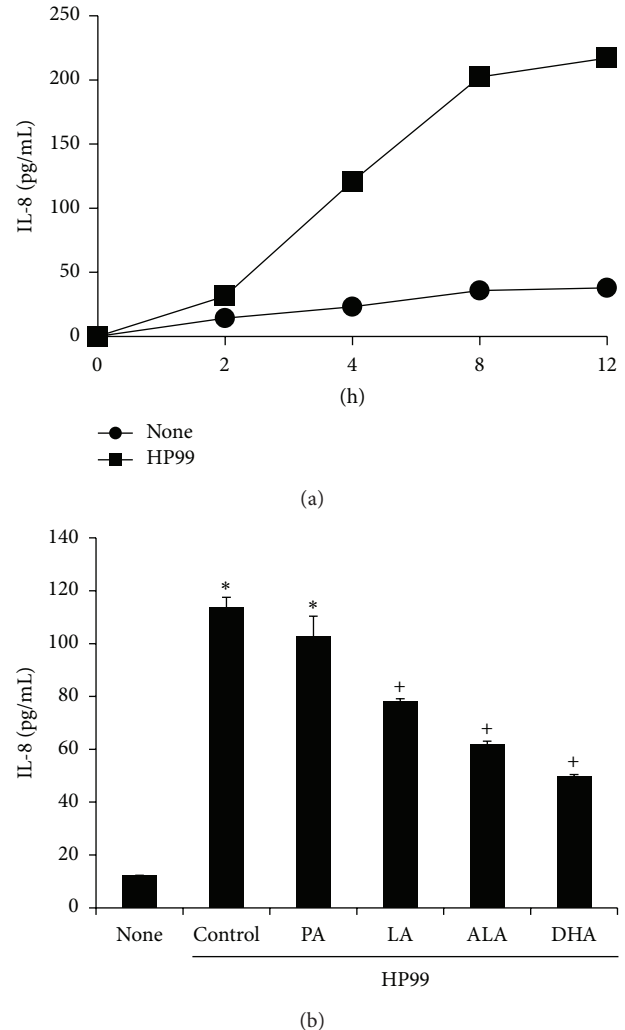 250
200
150
100
50
0
IL-8 (pg/mL)
0 2 4 8 12
(h)
None
HP99
(a)
140
120
100
80
60
40
20
0
IL-8 (pg/mL)
* * + + +
None Control PA LA ALA DHA
HP99
(b)